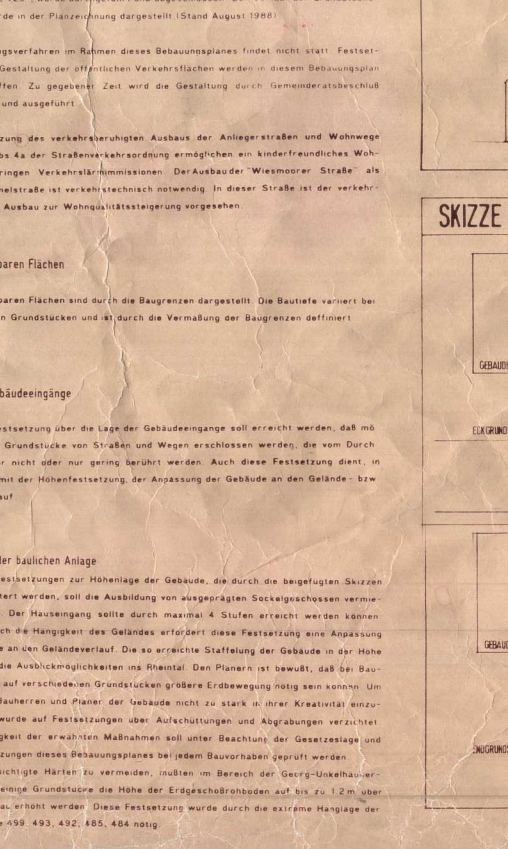 rde in der Planzeichnung dargestellt (Stand August 1988)
gsverfahren im Rahmen dieses Bebauungsplanes findet nicht statt. Festset-
Gestaltung der öffentlichen Verkehrsflächen werden in diesem Bebauungsplan
ffen. Zu gegebener Zeit wird die Gestaltung durch Gemeinderatsbeschluß
und ausgeführt
zung des verkehrsberuhigten Ausbaus der Anliegerstraßen und Wohnwege
bs 4a der Straßenverkehrsordnung ermöglichen ein kinderfreundliches Woh-
ringen Verkehrslärmimmissionen. Der Ausbau der "Wiesmoorer Straße" als
nelstraße ist verkehrstechnisch notwendig. In dieser Straße ist der verkehr-
Ausbau zur Wohnqualitätssteigerung vorgesehen.
baren Flächen
baren Flächen sind durch die Baugrenzen dargestellt. Die Bautiefe variiert bei
n Grundstücken und ist durch die Vermaßung der Baugrenzen deffiniert
bäudeeingänge
estsetzung über die Lage der Gebäudeeingange soll erreicht werden, daß mö
Grundstücke von Straßen und Wegen erschlossen werden, die vom Durch
r nicht oder nur gering berührt werden. Auch diese Festsetzung dient, in
mit der Höhenfestsetzung, der Anpassung der Gebäude an den Gelände- bzw
auf
der baulichen Anlage
estsetzungen zur Höhenlage der Gebäude, die durch die beigefügten Skizzen
tert werden, soll die Ausbildung von ausgeprägten Sockelgeschossen vermie-
. Der Hauseingang sollte durch maximal 4 Stufen erreicht werden können
ch die Hängigkeit des Geländes erfordert diese Festsetzung eine Anpassung
e an den Geländeverlauf. Die so erreichte Staffelung der Gebäude in der Höhe
die Ausblickmöglichkeiten ins Rheintal. Den Planern ist bewußt, daß bei Bau-
auf verschiedenen Grundstücken größere Erdbewegung nötig sein können. Um
Bauherren und Planer der Gebäude nicht zu stark in ihrer Kreativität einzu-
wurde auf Festsetzungen über Aufschüttungen und Abgrabungen verzichtet
igkeit der erwähnten Maßnahmen soll unter Beachtung der Gesetzeslage und
zungen dieses Bebauungsplanes bei jedem Bauvorhaben geprüft werden
sichtigte Härten zu vermeiden, mußten im Bereich der Georg-Unkelhäußer-
einige Grundstücke die Höhe der Erdgeschoßrohboden auf bis zu 1.2 m über
au erhöht werden. Diese Festsetzung wurde durch die extreme Hanglage der
e 499, 493, 492, 485, 484 nötig.
SKIZZE
GEBÄUDE
ECKGRUND
GEBÄUD
ENDGRUNDS